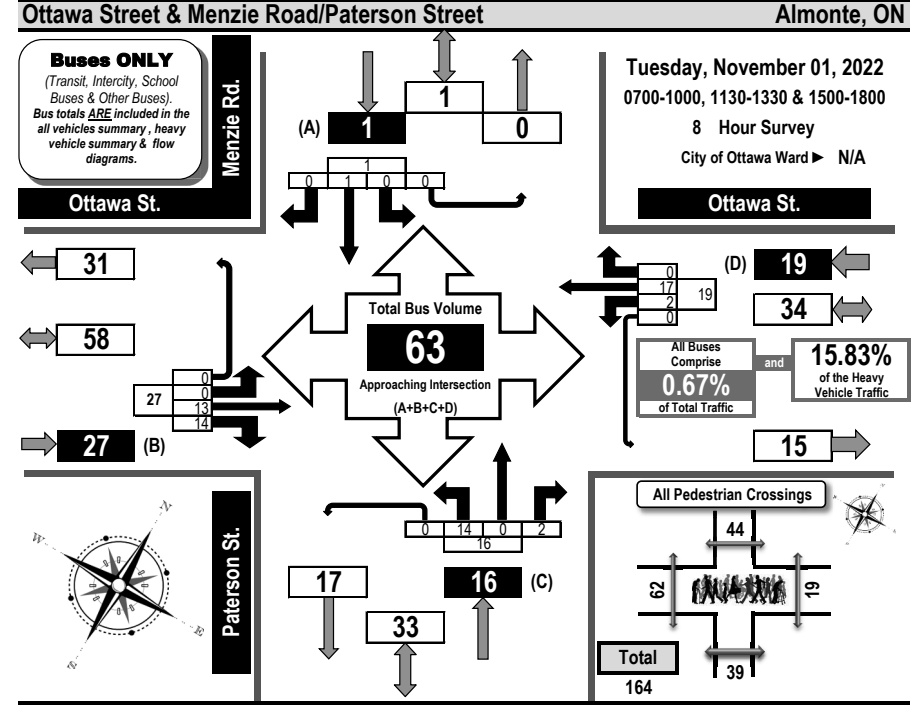 Ottawa Street & Menzie Road/Paterson Street Almonte, ON
Buses ONLY
(Transit, Intercity, School
Buses & Other Buses).
Bus totals ARE included in the
all vehicles summary , heavy
vehicle summary & flow
diagrams.
Menzie Rd.
Ottawa St.
1
(A) 1
0
1
0 1 0 0
Tuesday, November 01, 2022
0700-1000, 1130-1330 & 1500-1800
8 Hour Survey
City of Ottawa Ward► N/A
Ottawa St.
31
58
27
0
0
13
14
27 (B)
Total Bus Volume
63
Approaching Intersection
(A+B+C+D)
0
17
2
0
19
(D) 19
34
All Buses
Comprise
0.67%
of Total Traffic
and
15.83%
of the Heavy
Vehicle Traffic
15
N
W
E
S
Paterson St.
0 14 0 2
16
17
16 (C)
33
All Pedestrian Crossings
44
62
19
39
Total
164